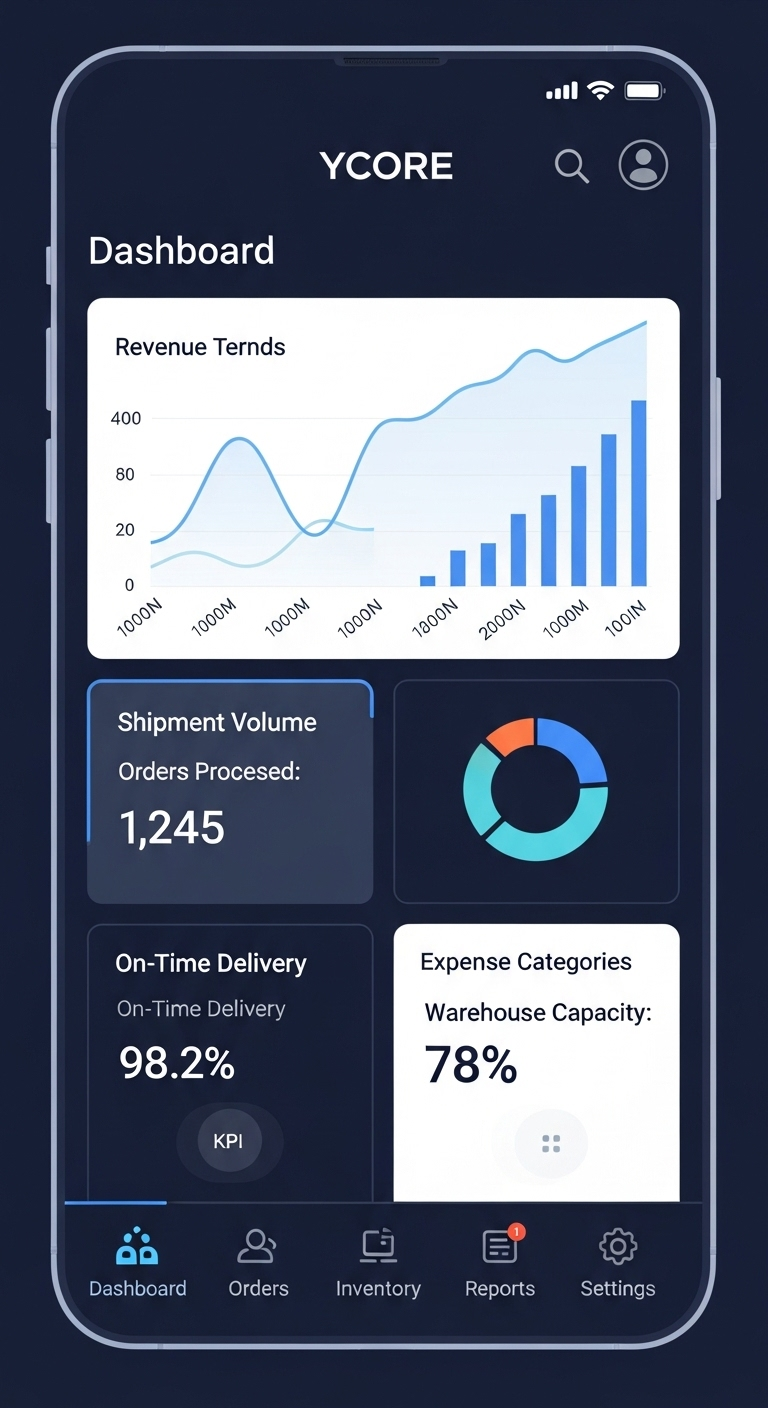 YCORE
Dashboard
Revenue Ternds
400
80
20
0
1000N
1000M
1000M
1000N
1800N
2000N
1000M
100IM
Shipment Volume
Orders Procesed:
1,245
On-Time Delivery
On-Time Delivery
98.2%
KPI
Expense Categories
Warehouse Capacity:
78%
1
Dashboard
Orders
Inventory
Reports
Settings